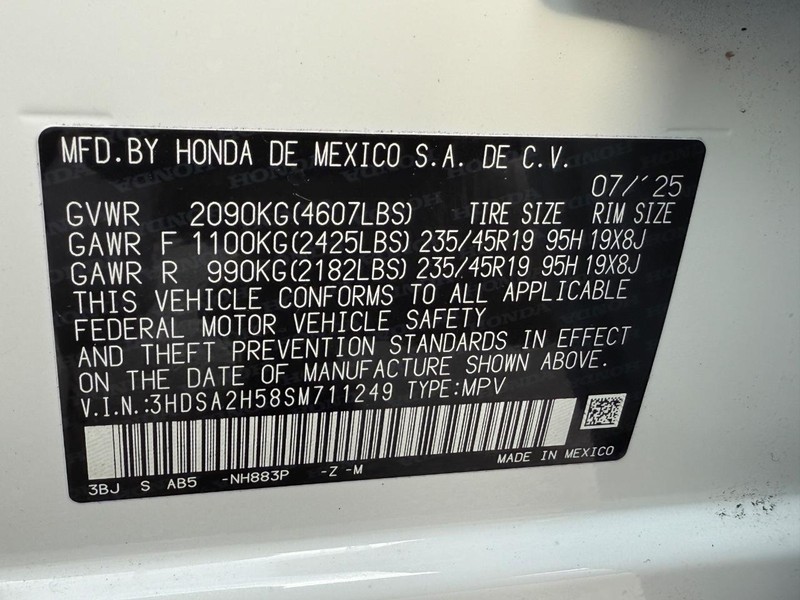 MFD.BY HONDA DE MEXICO S.A. DE C.V.
07/'25
GVWR 2090KG(4607LBS) TIRE SIZE RIM SIZE
GAWR F 1100KG(2425LBS) 235/45R19 95H 19X8J
GAWR R 990KG(2182LBS) 235/45R19 95H 19X8J
THIS VEHICLE CONFORMS TO ALL APPLICABLE
FEDERAL MOTOR VEHICLE SAFETY
AND THEFT PREVENTION STANDARDS IN EFFECT
ON THE DATE OF MANUFACTURE SHOWN ABOVE.
V.I.N.:3HDSA2H58SM711249 TYPE:MPV
MADE IN MEXICO
3BJ S AB5 -NH883P -Z -M